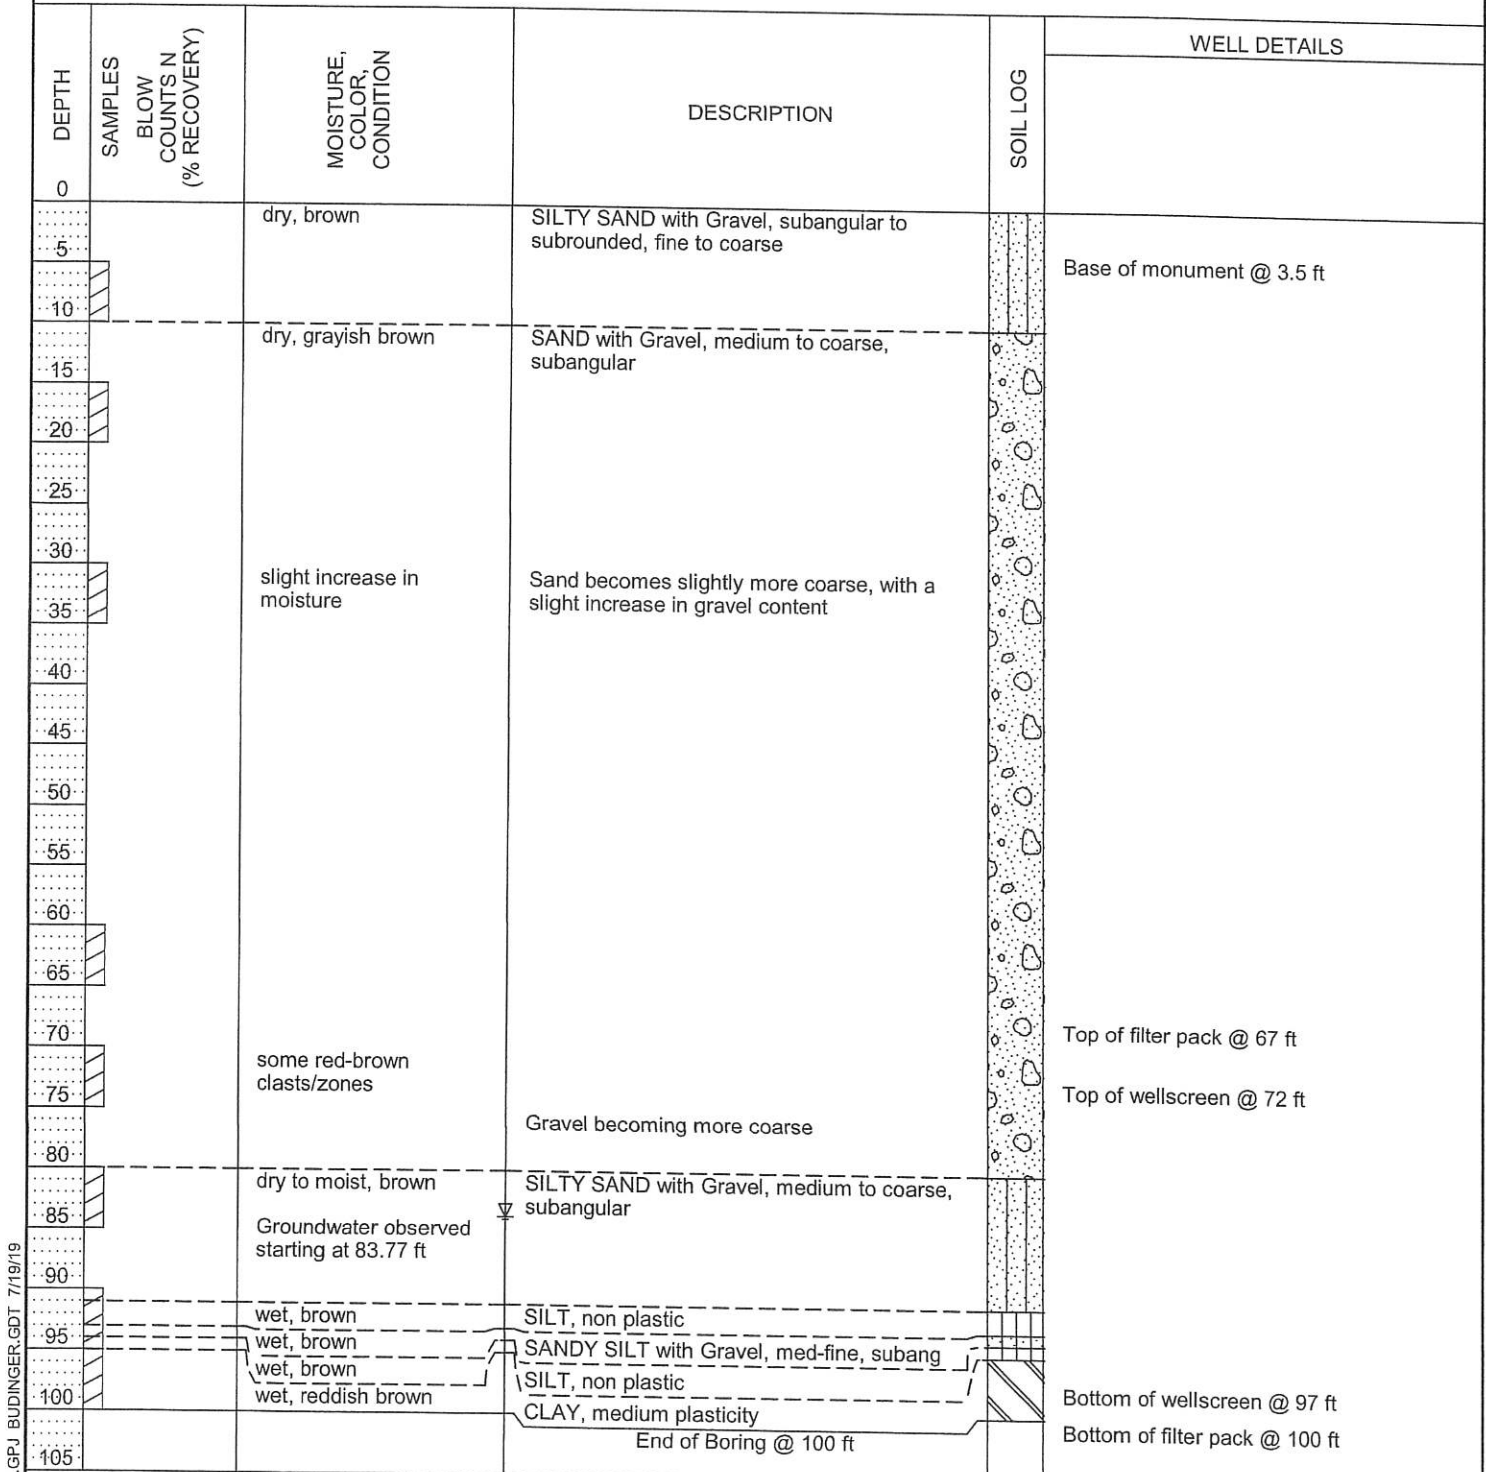 DEPTH
SAMPLES
BLOW
COUNTS N
(% RECOVERY)
MOISTURE,
COLOR,
CONDITION
DESCRIPTION
SOIL LOG
WELL DETAILS
0
dry, brown
SILTY SAND with Gravel, subangular to
subrounded, fine to coarse
5
Base of monument @ 3.5 ft
10
dry, grayish brown
SAND with Gravel, medium to coarse,
subangular
15
20
25
30
slight increase in
moisture
Sand becomes slightly more coarse, with a
slight increase in gravel content
35
40
45
50
55
60
65
70
Top of filter pack @ 67 ft
some red-brown
clasts/zones
75
Top of wellscreen @ 72 ft
Gravel becoming more coarse
80
dry to moist, brown
SILTY SAND with Gravel, medium to coarse,
subangular
85
Groundwater observed
starting at 83.77 ft
90
wet, brown
SILT, non plastic
95
wet, brown
SANDY SILT with Gravel, med-fine, subang
wet, brown
SILT, non plastic
100
wet, reddish brown
CLAY, medium plasticity
Bottom of wellscreen @ 97 ft
End of Boring @ 100 ft
Bottom of filter pack @ 100 ft
105
.GPJ BUDINGER.GDT 7/19/19